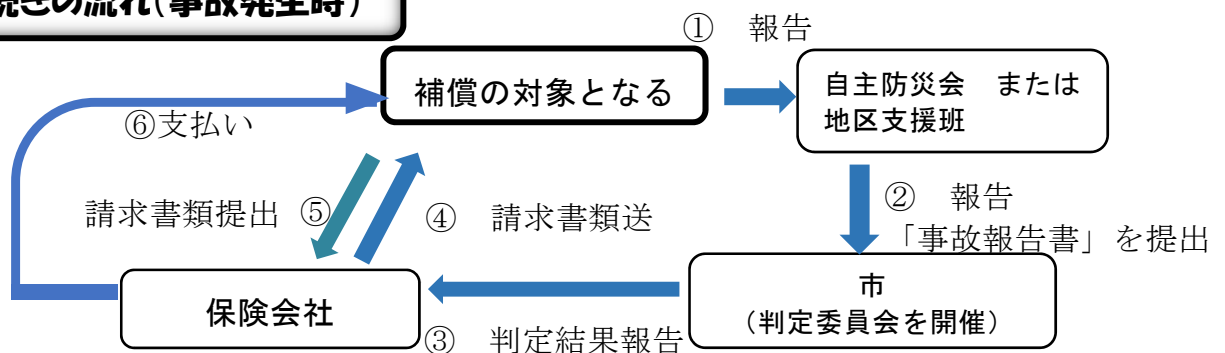 続きの流れ(事故発生時)
① 報告
補償の対象となる
自主防災会 または
地区支援班
⑥支払い
② 報告
「事故報告書」を提出
請求書類提出 ⑤
④ 請求書類送
市
(判定委員会を開催)
保険会社
③ 判定結果報告